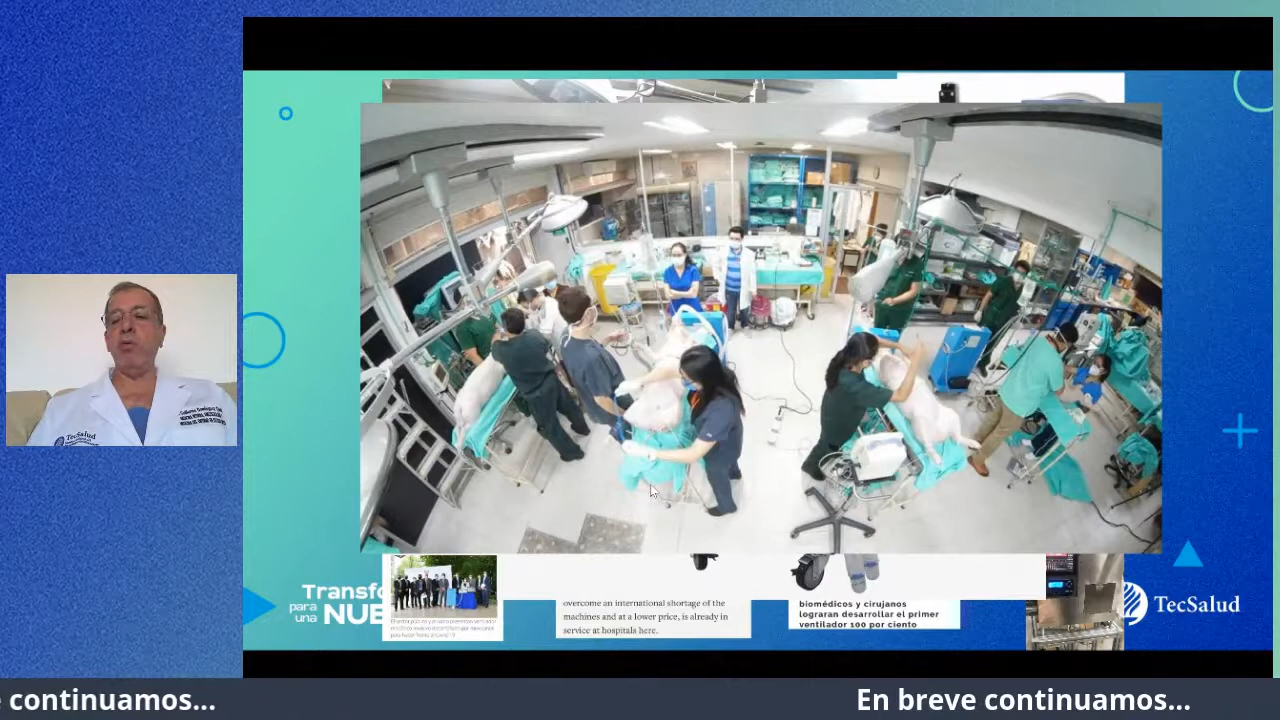 TecSalud
Transfo
para
una
NUE
overcome an international shortage of the
machines and at a lower price, is already in
service at hospitals here.
biomédicos y cirujanos
lograran desarrollar el primer
ventilador 100 por ciento
TecSalud
continuamos...
En breve continuamos...